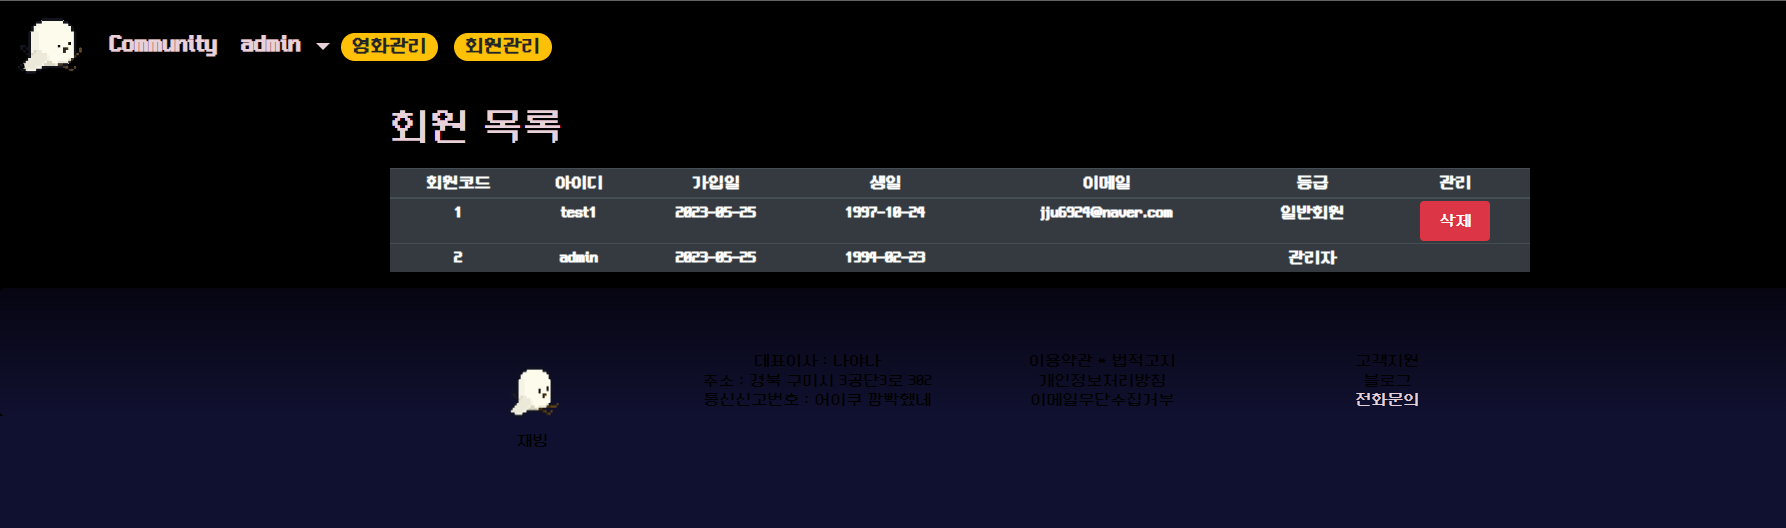 Community admin 영화관리 회원관리
회원 목록
회원코드 아이디 가입일 생일 이메일 등급 관리
1 test1 2023-05-25 1997-10-24 jju6924@naver.com 일반회원 삭제
2 admin 2023-05-25 1994-02-23 관리자
대표이사 : 나아나 이용약관 * 법적고지 고객지원
주소 : 경북 구미시 3공단3로 302 개인정보처리방침 블로그
통신신고번호 : 어이쿠 깜빡했네 이메일무단수집거부 전화문의
재빙